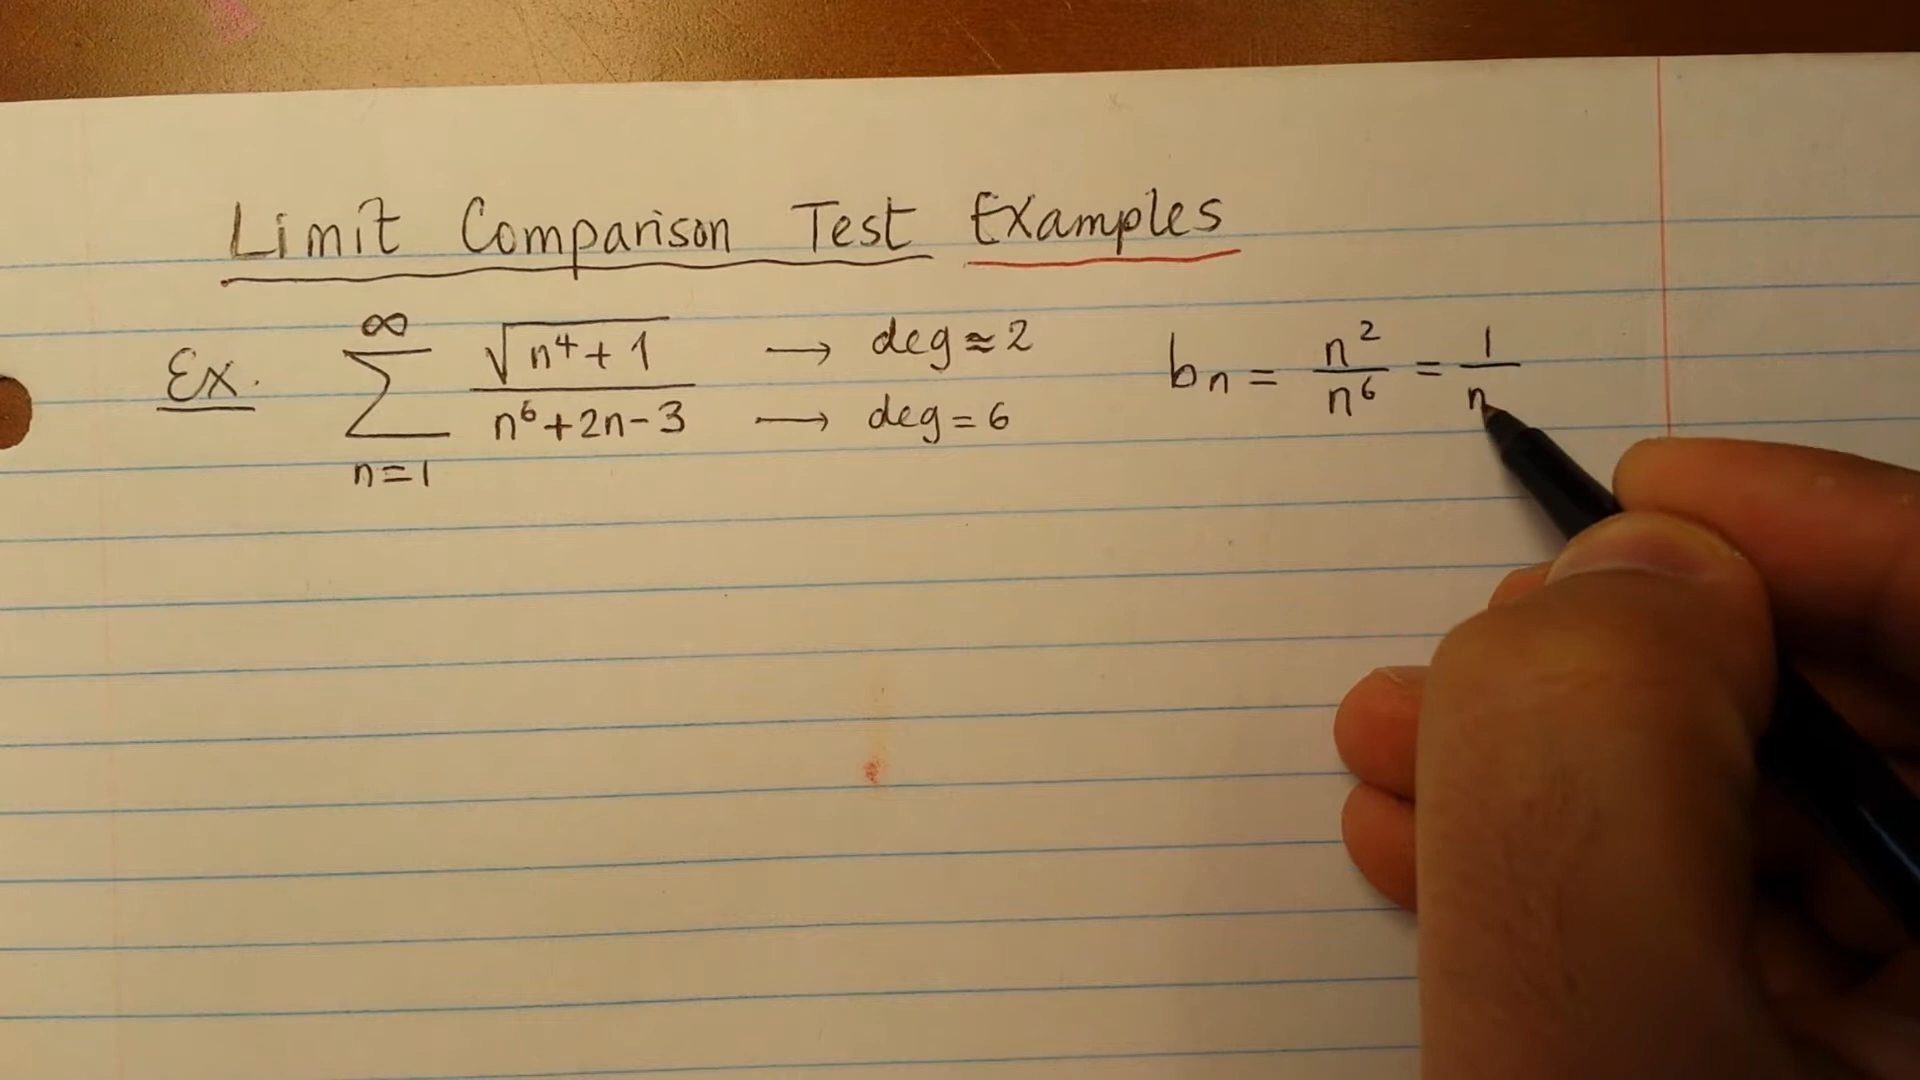 Limit Comparison Test Examples
Ex. ∞ ∑ n=1 √(n⁴+1) / (n⁶+2n-3)
→ deg ≈ 2
→ deg = 6
bₙ = n²/n⁶ = 1/n